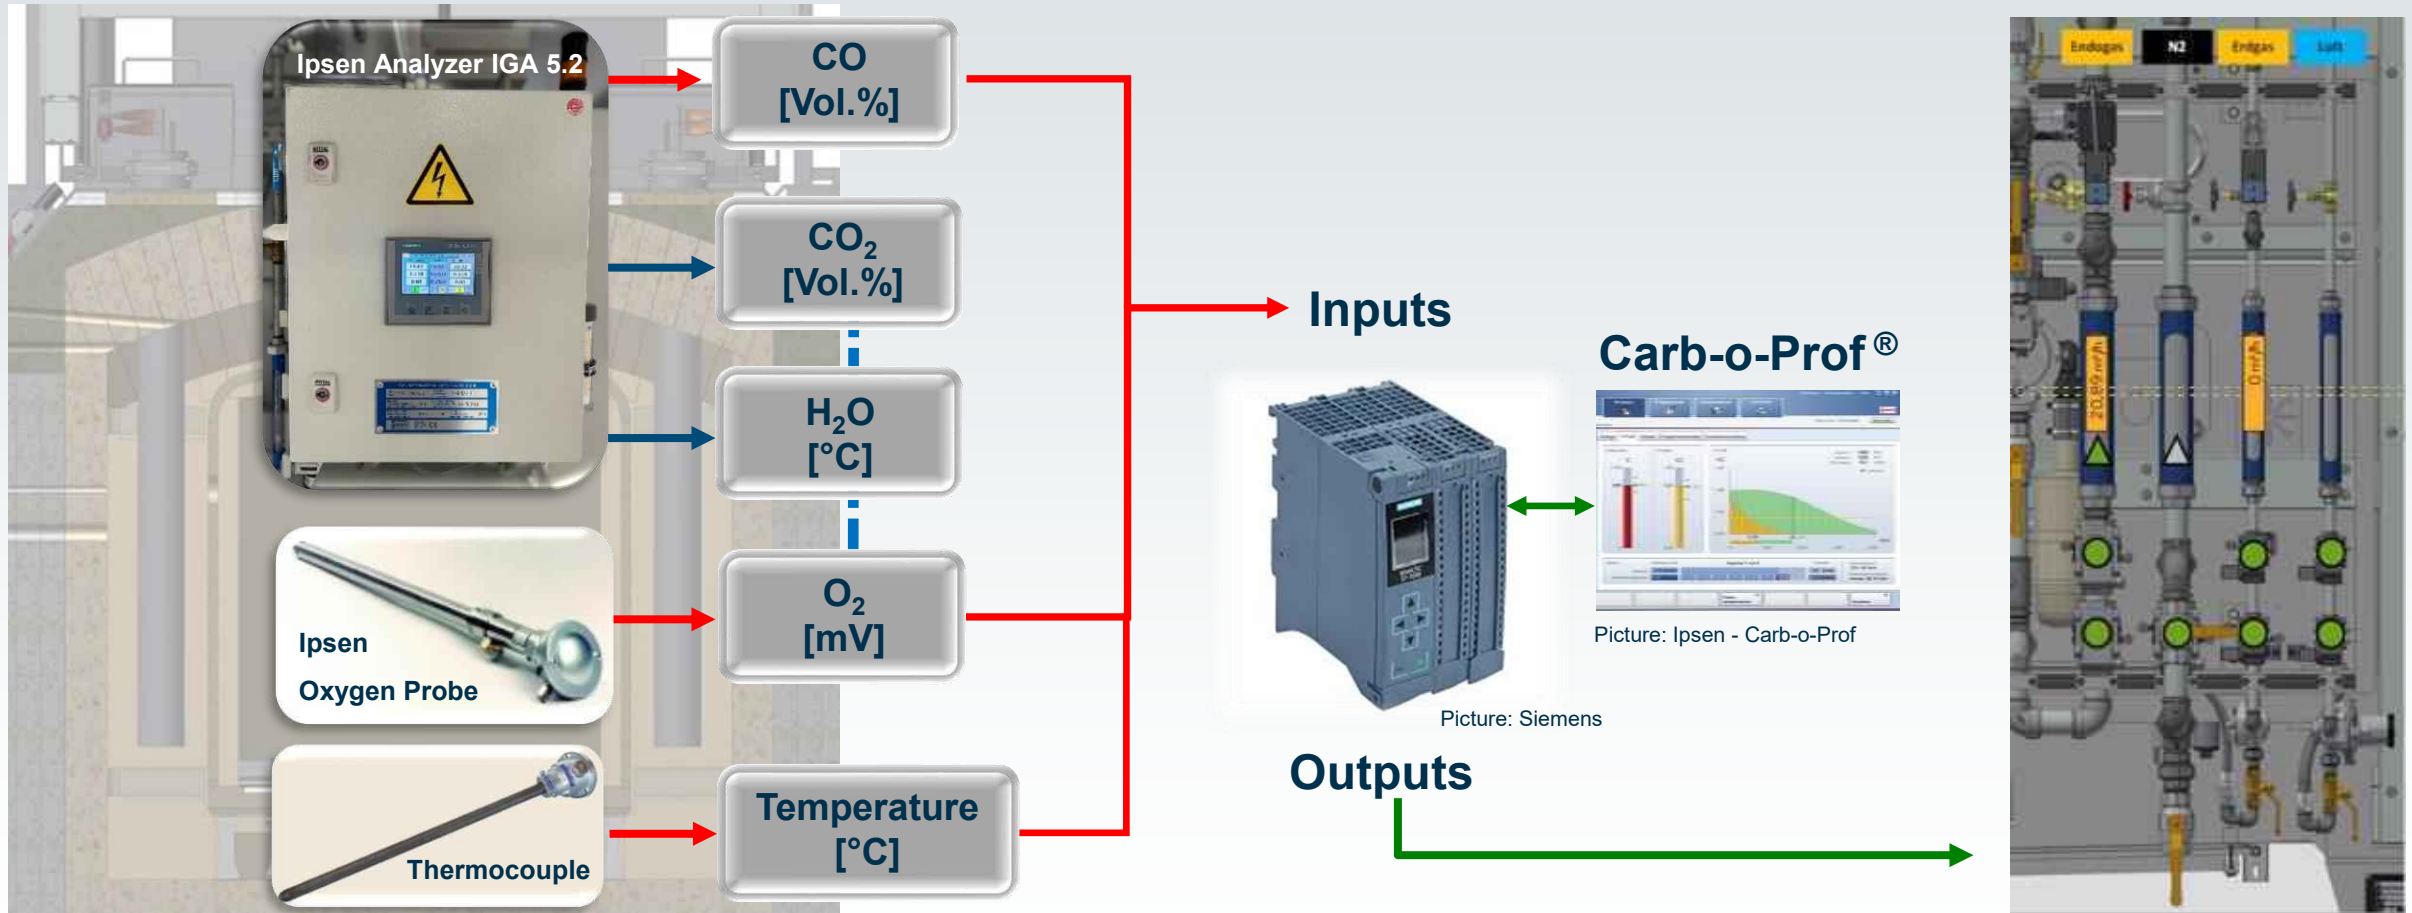 Ipsen Analyzer IGA 5.2
CO
[Vol.%]
CO₂
[Vol.%]
H₂O
[°C]
O₂
[mV]
Temperature
[°C]
Ipsen
Oxygen Probe
Thermocouple
Inputs
Carb-o-Prof ®
Picture: Ipsen - Carb-o-Prof
Picture: Siemens
Outputs
Endogas
N2
Erdgas
Luft